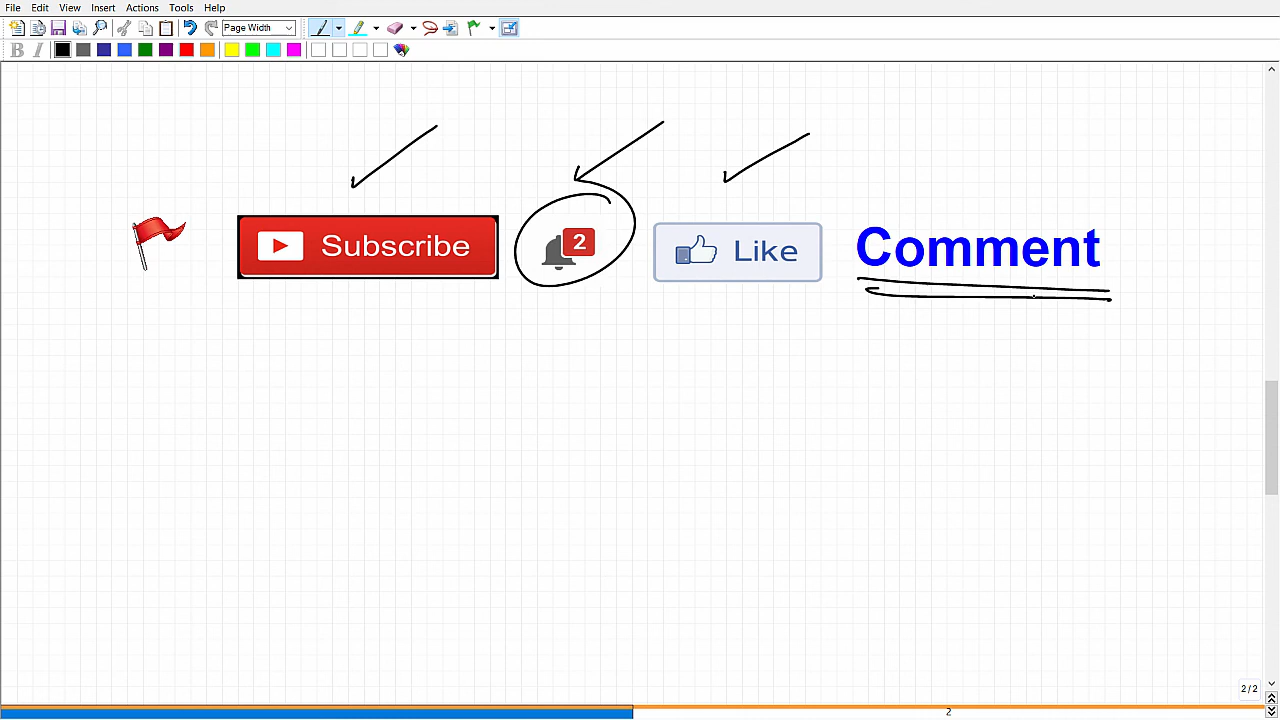 File Edit View Insert Actions Tools Help
Page Width
B I
Subscribe 2 Like Comment
2/2
2